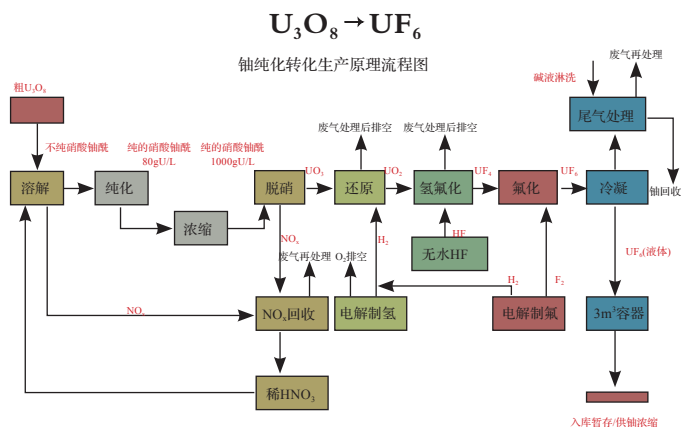 U₃O₈→UF₆
铀纯化转化生产原理流程图
碱液淋洗
废气再处理
粗U₃O₈
尾气处理
废气处理后排空
废气处理后排空
不纯硝酸铀酰
纯的硝酸铀酰
80gU/L
纯的硝酸铀酰
1000gU/L
溶解
纯化
脱硝
UO₃
还原
UO₂
氢氟化
UF₄
氟化
UF₆
冷凝
铀回收
浓缩
NOₓ
H₂
HF
无水HF
UF₆(液体)
废气再处理
O₂排空
H₂
F₂
NOₓ
NOₓ回收
电解制氢
电解制氟
3m³容器
稀HNO₃
入库暂存/供铀浓缩